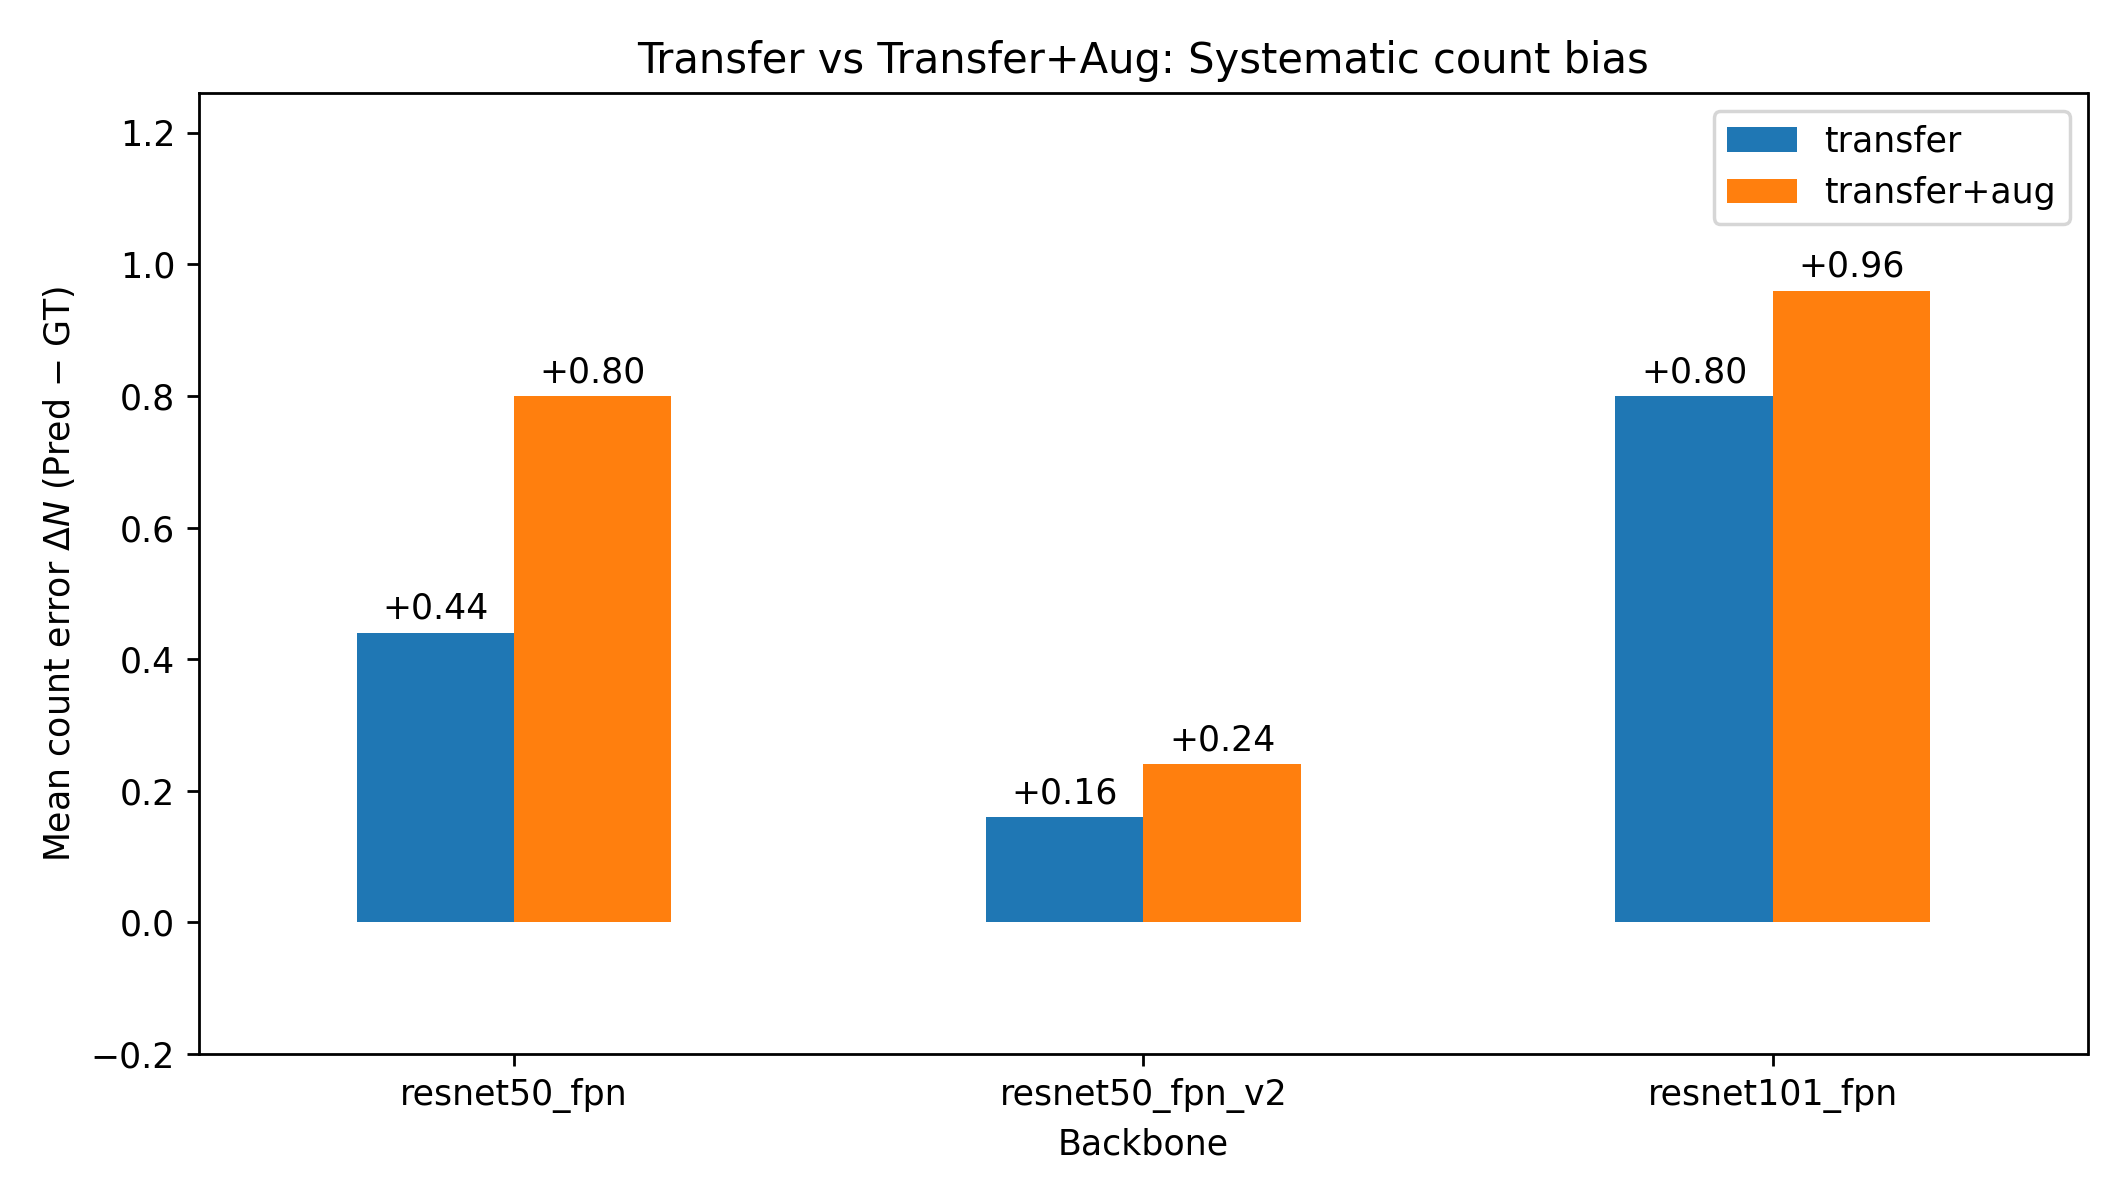 Transfer vs Transfer+Aug: Systematic count bias
transfer
transfer+aug
Mean count error ΔN (Pred − GT)
1.2
1.0
0.8
0.6
0.4
0.2
0.0
−0.2
+0.44
+0.80
+0.16
+0.24
+0.80
+0.96
resnet50_fpn
resnet50_fpn_v2
resnet101_fpn
Backbone